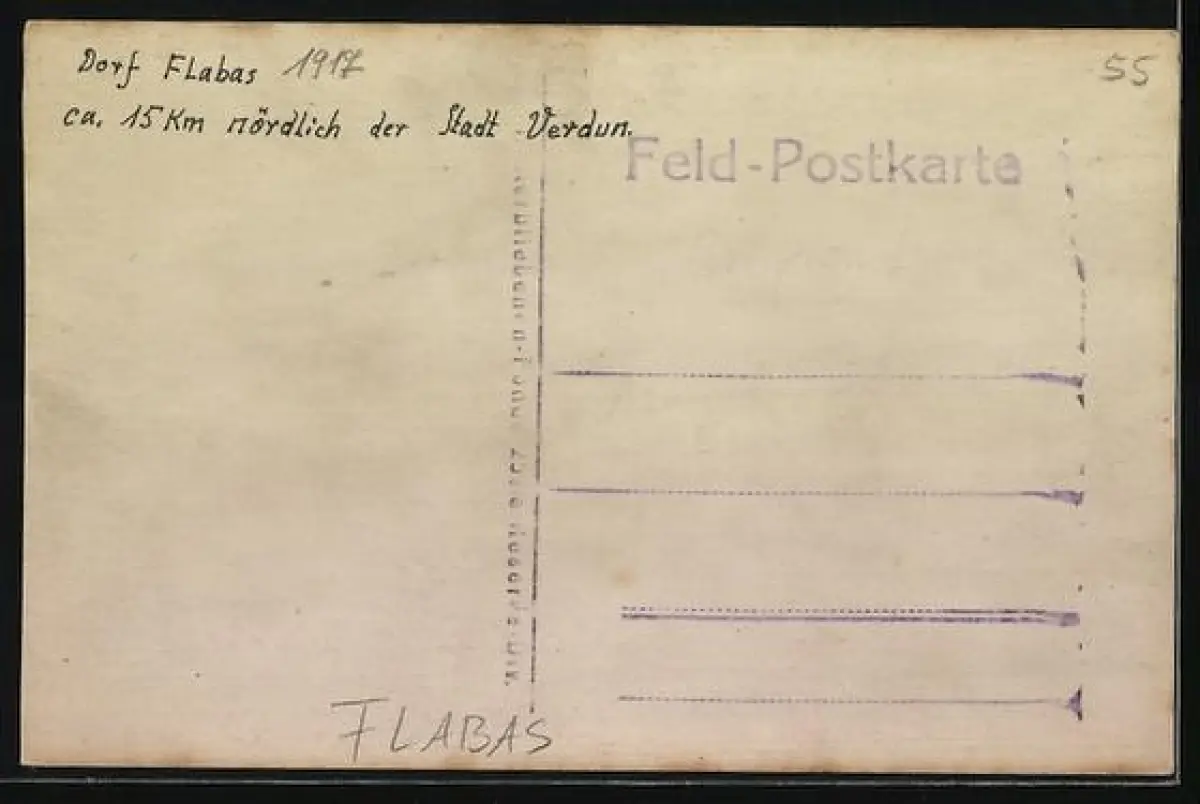 Dorf Flabas 1917
55
ca. 15 Km nördlich der Stadt Verdun.
Feld-Postkarte
FLABAS